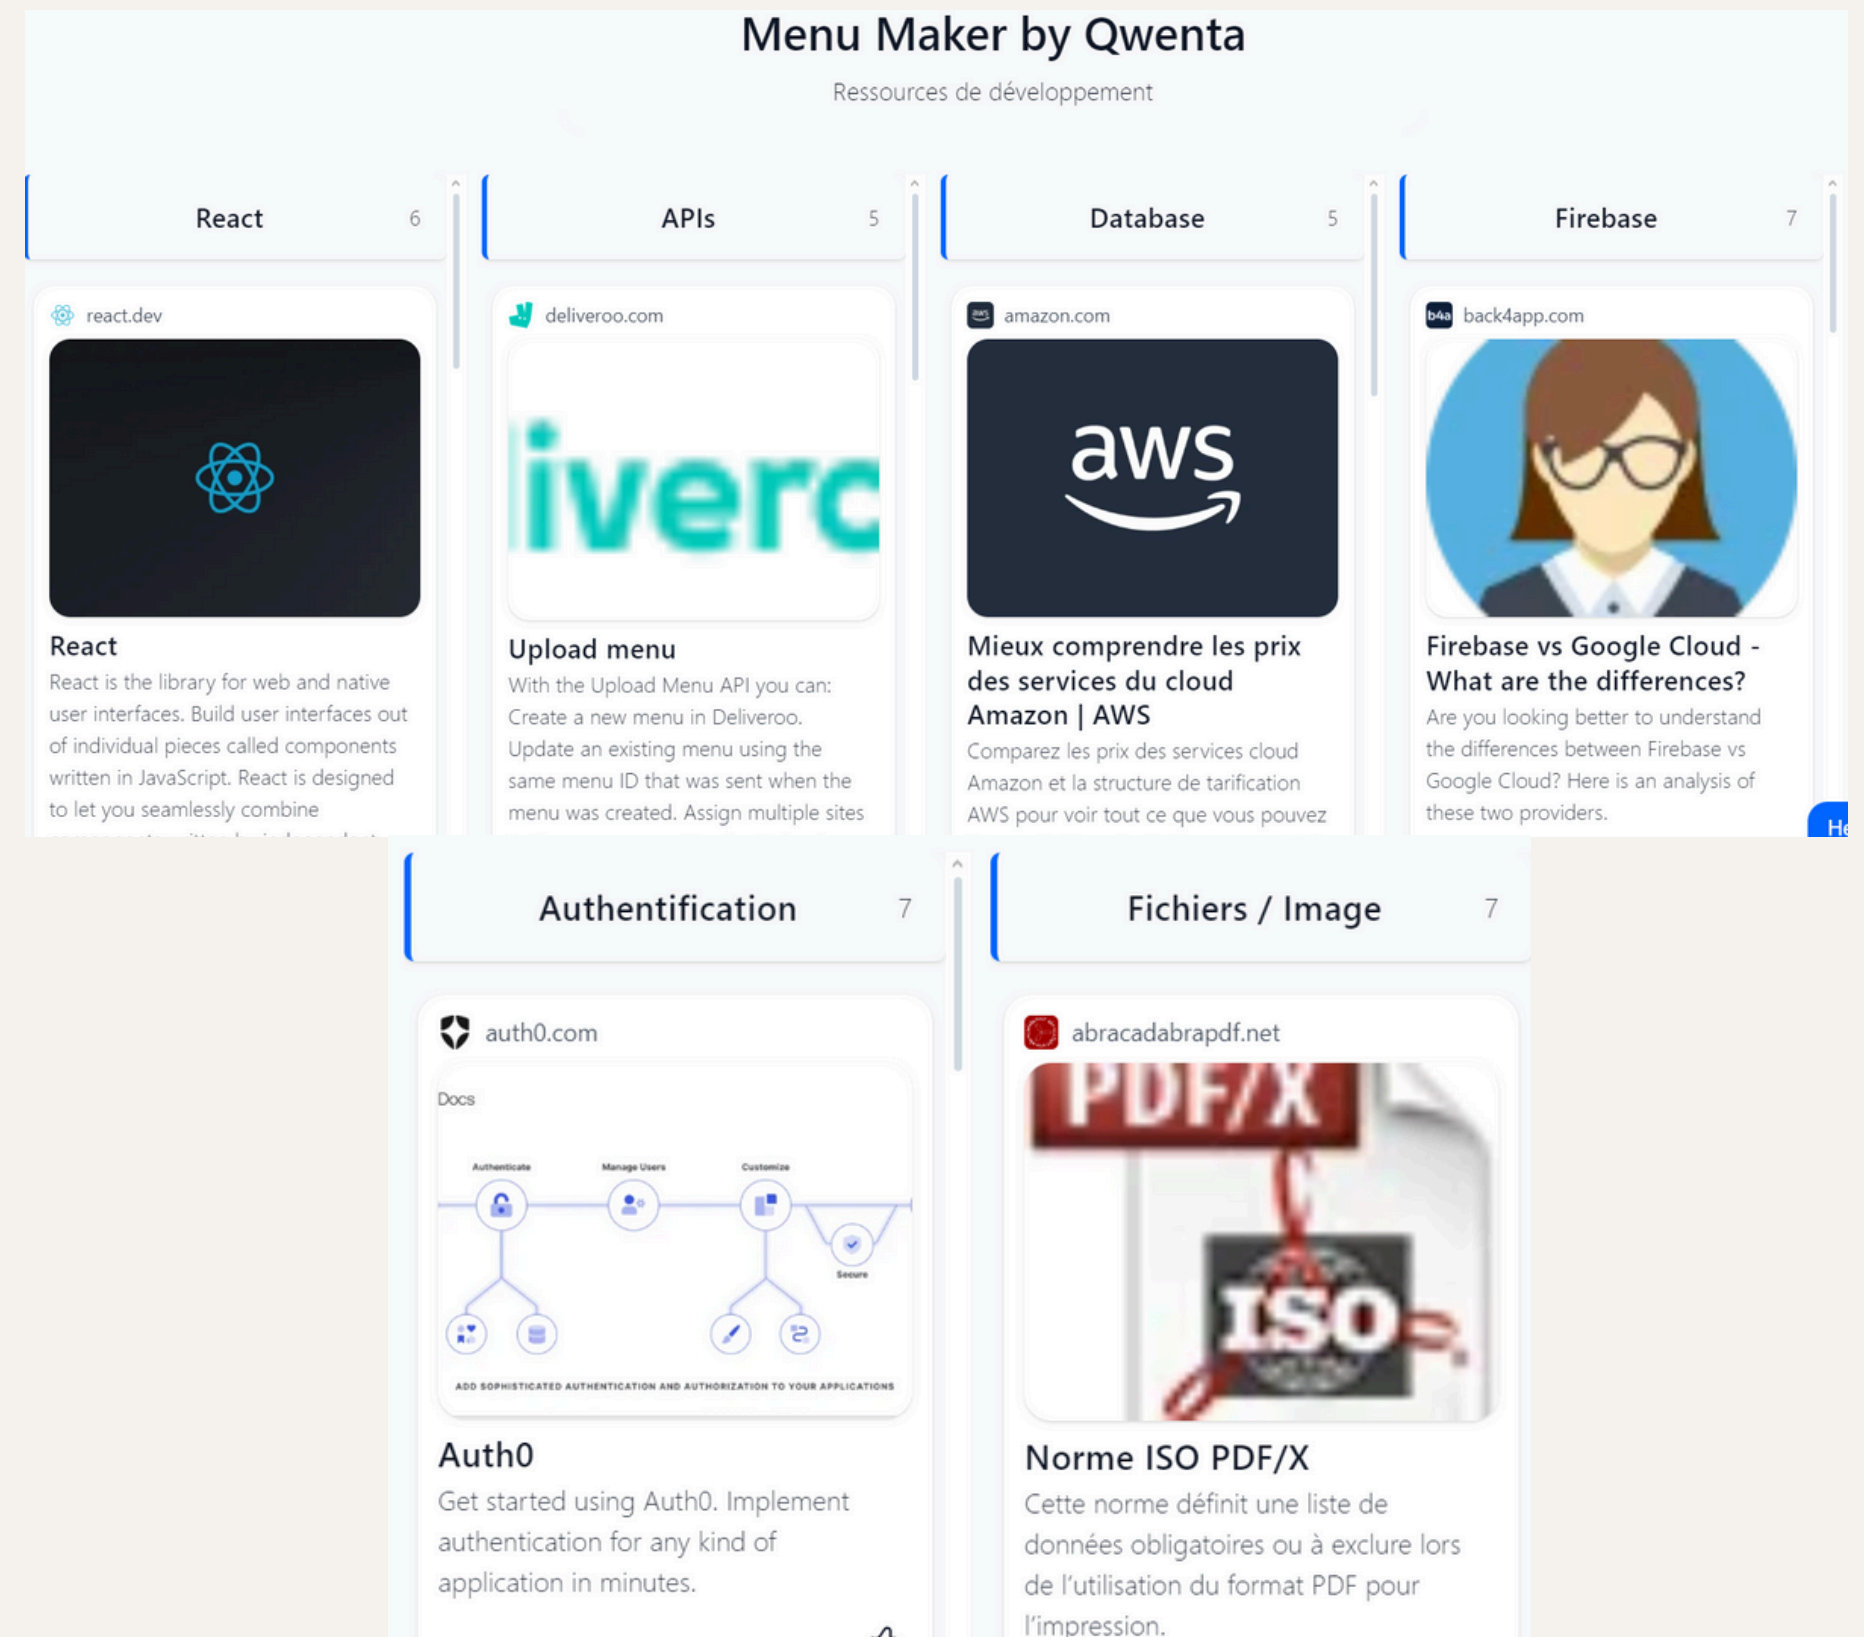 Menu Maker by Qwenta
Ressources de développement
React 6
react.dev
React
React is the library for web and native
user interfaces. Build user interfaces out
of individual pieces called components
written in JavaScript. React is designed
to let you seamlessly combine
APIs 5
deliveroo.com
iverc
Upload menu
With the Upload Menu API you can:
Create a new menu in Deliveroo.
Update an existing menu using the
same menu ID that was sent when the
menu was created. Assign multiple sites
Database 5
aws
amazon.com
aws
Mieux comprendre les prix
des services du cloud
Amazon | AWS
Comparez les prix des services cloud
Amazon et la structure de tarification
AWS pour voir tout ce que vous pouvez
Firebase 7
b4a
back4app.com
Firebase vs Google Cloud -
What are the differences?
Are you looking better to understand
the differences between Firebase vs
Google Cloud? Here is an analysis of
these two providers.
He
Authentification 7
auth0.com
Docs
Authenticate Manage Users Customize
Secure
ADD SOPHISTICATED AUTHENTICATION AND AUTHORIZATION TO YOUR APPLICATIONS
Auth0
Get started using Auth0. Implement
authentication for any kind of
application in minutes.
Fichiers / Image 7
abracadabrapdf.net
PDF/X
ISO
Norme ISO PDF/X
Cette norme définit une liste de
données obligatoires ou à exclure lors
de l'utilisation du format PDF pour
l'impression.